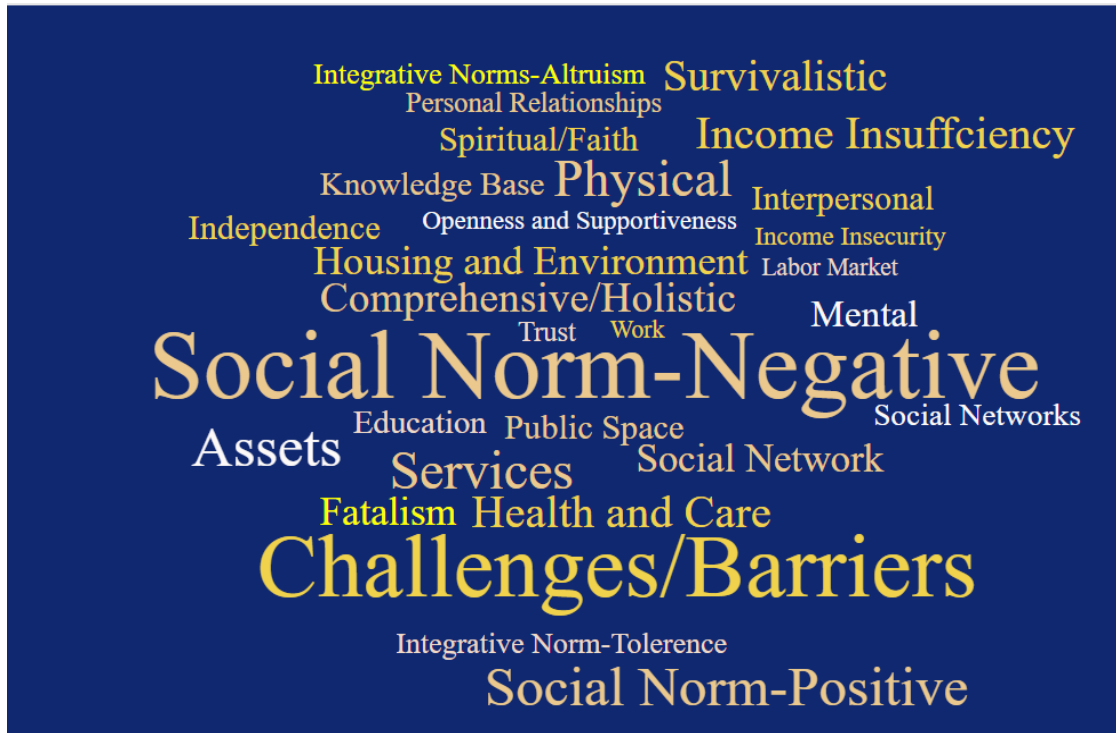 Integrative Norms-Altruism
Survivalistic
Personal Relationships
Spiritual/Faith
Income Insuffciency
Knowledge Base
Physical
Interpersonal
Independence
Openness and Supportiveness
Income Insecurity
Housing and Environment
Labor Market
Comprehensive/Holistic
Mental
Trust
Work
Social Norm-Negative
Social Networks
Education
Public Space
Assets
Services
Social Network
Fatalism
Health and Care
Challenges/Barriers
Integrative Norm-Tolerence
Social Norm-Positive